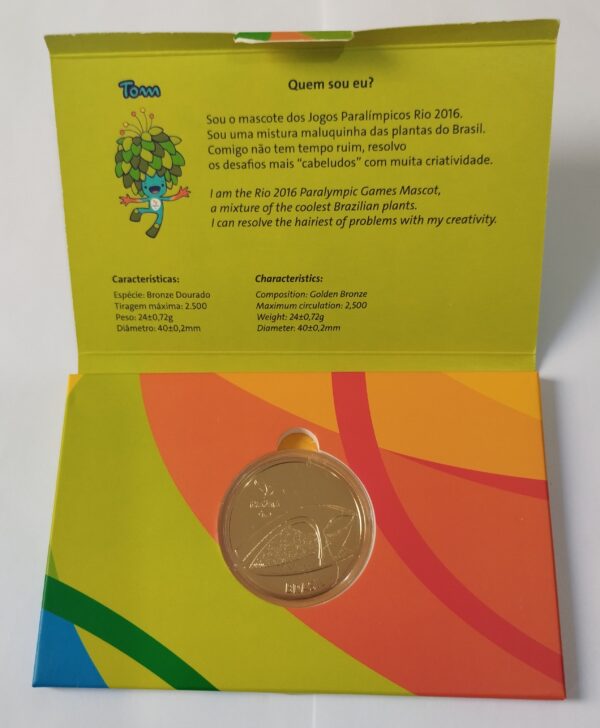 Tom
Quem sou eu?
Sou o mascote dos Jogos Paralímpicos Rio 2016.
Sou uma mistura maluquinha das plantas do Brasil.
Comigo não tem tempo ruim, resolvo
os desafios mais "cabeludos" com muita criatividade.
I am the Rio 2016 Paralympic Games Mascot,
a mixture of the coolest Brazilian plants.
I can resolve the hairiest of problems with my creativity.
Características:
Espécie: Bronze Dourado
Tiragem máxima: 2.500
Peso: 24±0,72g
Diâmetro: 40±0,2mm
Characteristics:
Composition: Golden Bronze
Maximum circulation: 2,500
Weight: 24±0,72g
Diameter: 40±0,2mm